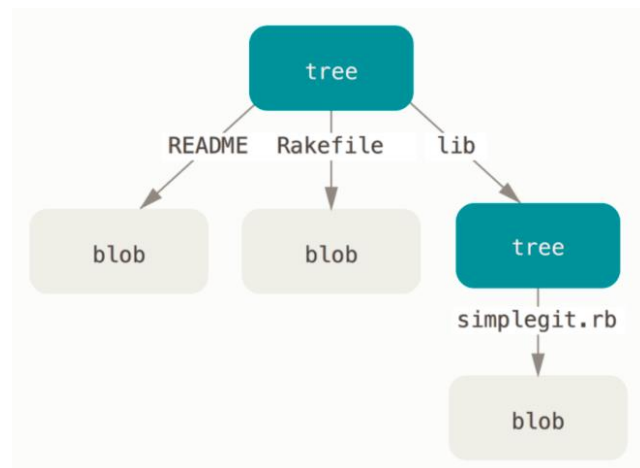 tree
README Rakefile lib
blob blob tree
simplegit.rb
blob